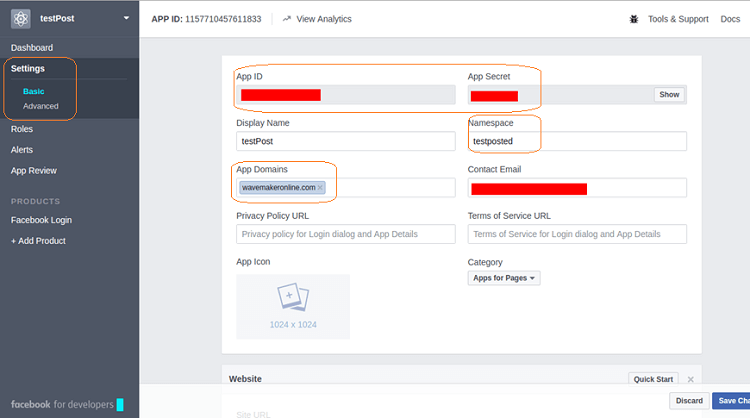 testPost
APP ID: 1157710457611833
View Analytics
Tools & Support
Docs
Dashboard
Settings
Basic
Advanced
Roles
Alerts
App Review
PRODUCTS
Facebook Login
+ Add Product
facebook for developers
App ID
App Secret
Show
Display Name
Namespace
testPost
testposted
App Domains
Contact Email
wavemakeronline.com ×
Privacy Policy URL
Terms of Service URL
Privacy policy for Login dialog and App Details
Terms of Service for Login dialog and App Details
App Icon
Category
Apps for Pages
1024 x 1024
Website
Quick Start
×
Site URL
Discard
Save Cha